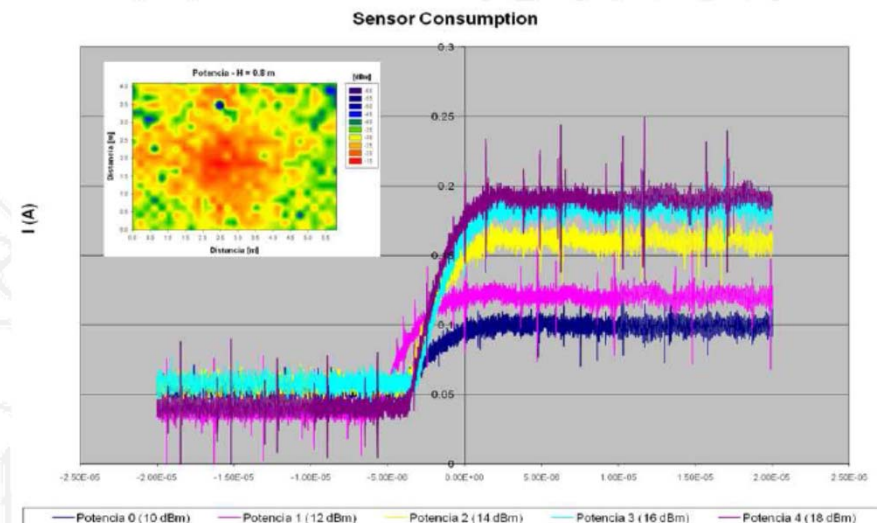 Sensor Consumption
0.3
0.25
0.2
0.1
0.05
0
I (A)
Potencia - H = 0.8 m
[dBm]
Distancia [m]
Distancia [m]
-2.50E-05 -2.00E-05 -1.50E-05 -1.00E-05 -5.00E-06 0.00E+00 5.00E-06 1.00E-05 1.50E-05 2.00E-05 2.50E-05
Potencia 0 (10 dBm) Potencia 1 (12 dBm) Potencia 2 (14 dBm) Potencia 3 (16 dBm) Potencia 4 (18 dBm)